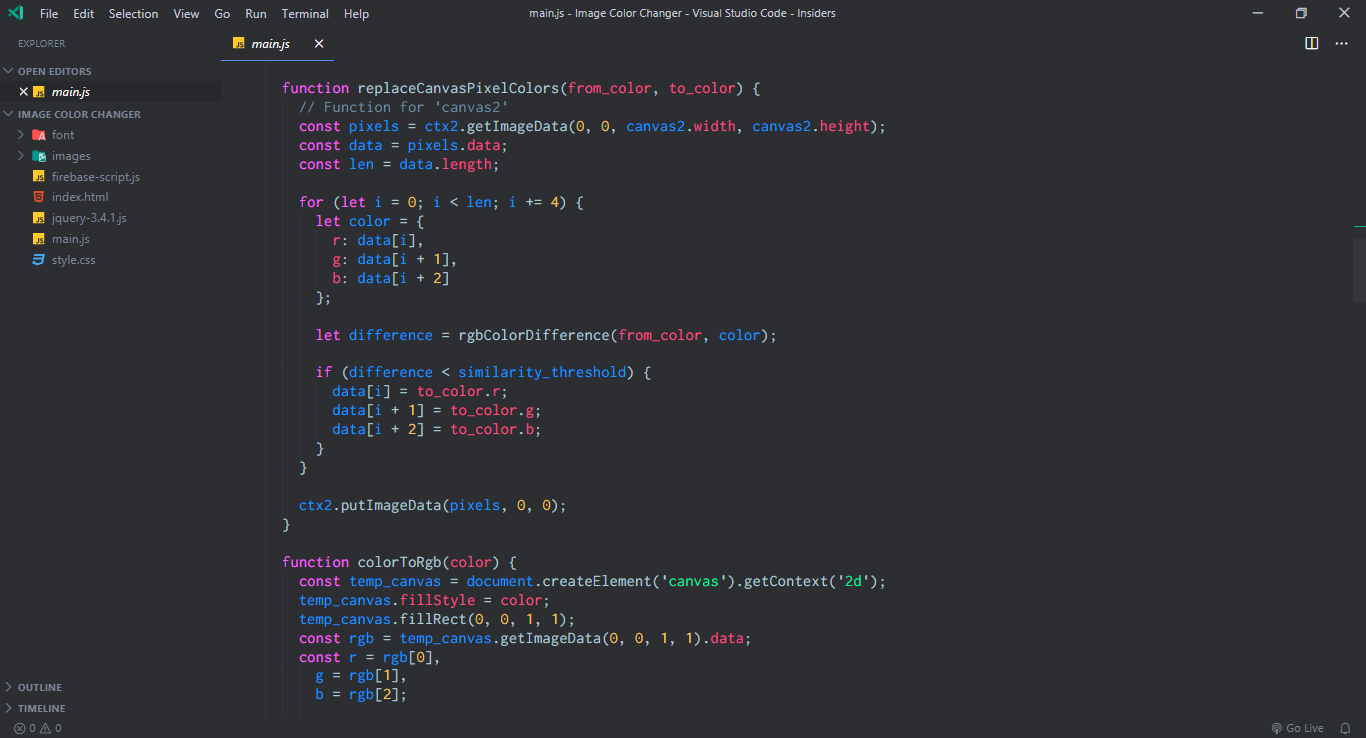 File Edit Selection View Go Run Terminal Help
main.js - Image Color Changer - Visual Studio Code - Insiders
EXPLORER
main.js
OPEN EDITORS
main.js
IMAGE COLOR CHANGER
font
images
firebase-script.js
index.html
jquery-3.4.1.js
main.js
style.css
function replaceCanvasPixelColors(from_color, to_color) {
// Function for 'canvas2'
const pixels = ctx2.getImageData(0, 0, canvas2.width, canvas2.height);
const data = pixels.data;
const len = data.length;
for (let i = 0; i < len; i += 4) {
let color = {
r: data[i],
g: data[i + 1],
b: data[i + 2]
};
let difference = rgbColorDifference(from_color, color);
if (difference < similarity_threshold) {
data[i] = to_color.r;
data[i + 1] = to_color.g;
data[i + 2] = to_color.b;
}
}
ctx2.putImageData(pixels, 0, 0);
}
function colorToRgb(color) {
const temp_canvas = document.createElement('canvas').getContext('2d');
temp_canvas.fillStyle = color;
temp_canvas.fillRect(0, 0, 1, 1);
const rgb = temp_canvas.getImageData(0, 0, 1, 1).data;
const r = rgb[0],
g = rgb[1],
b = rgb[2];
OUTLINE
TIMELINE
0 0
Go Live